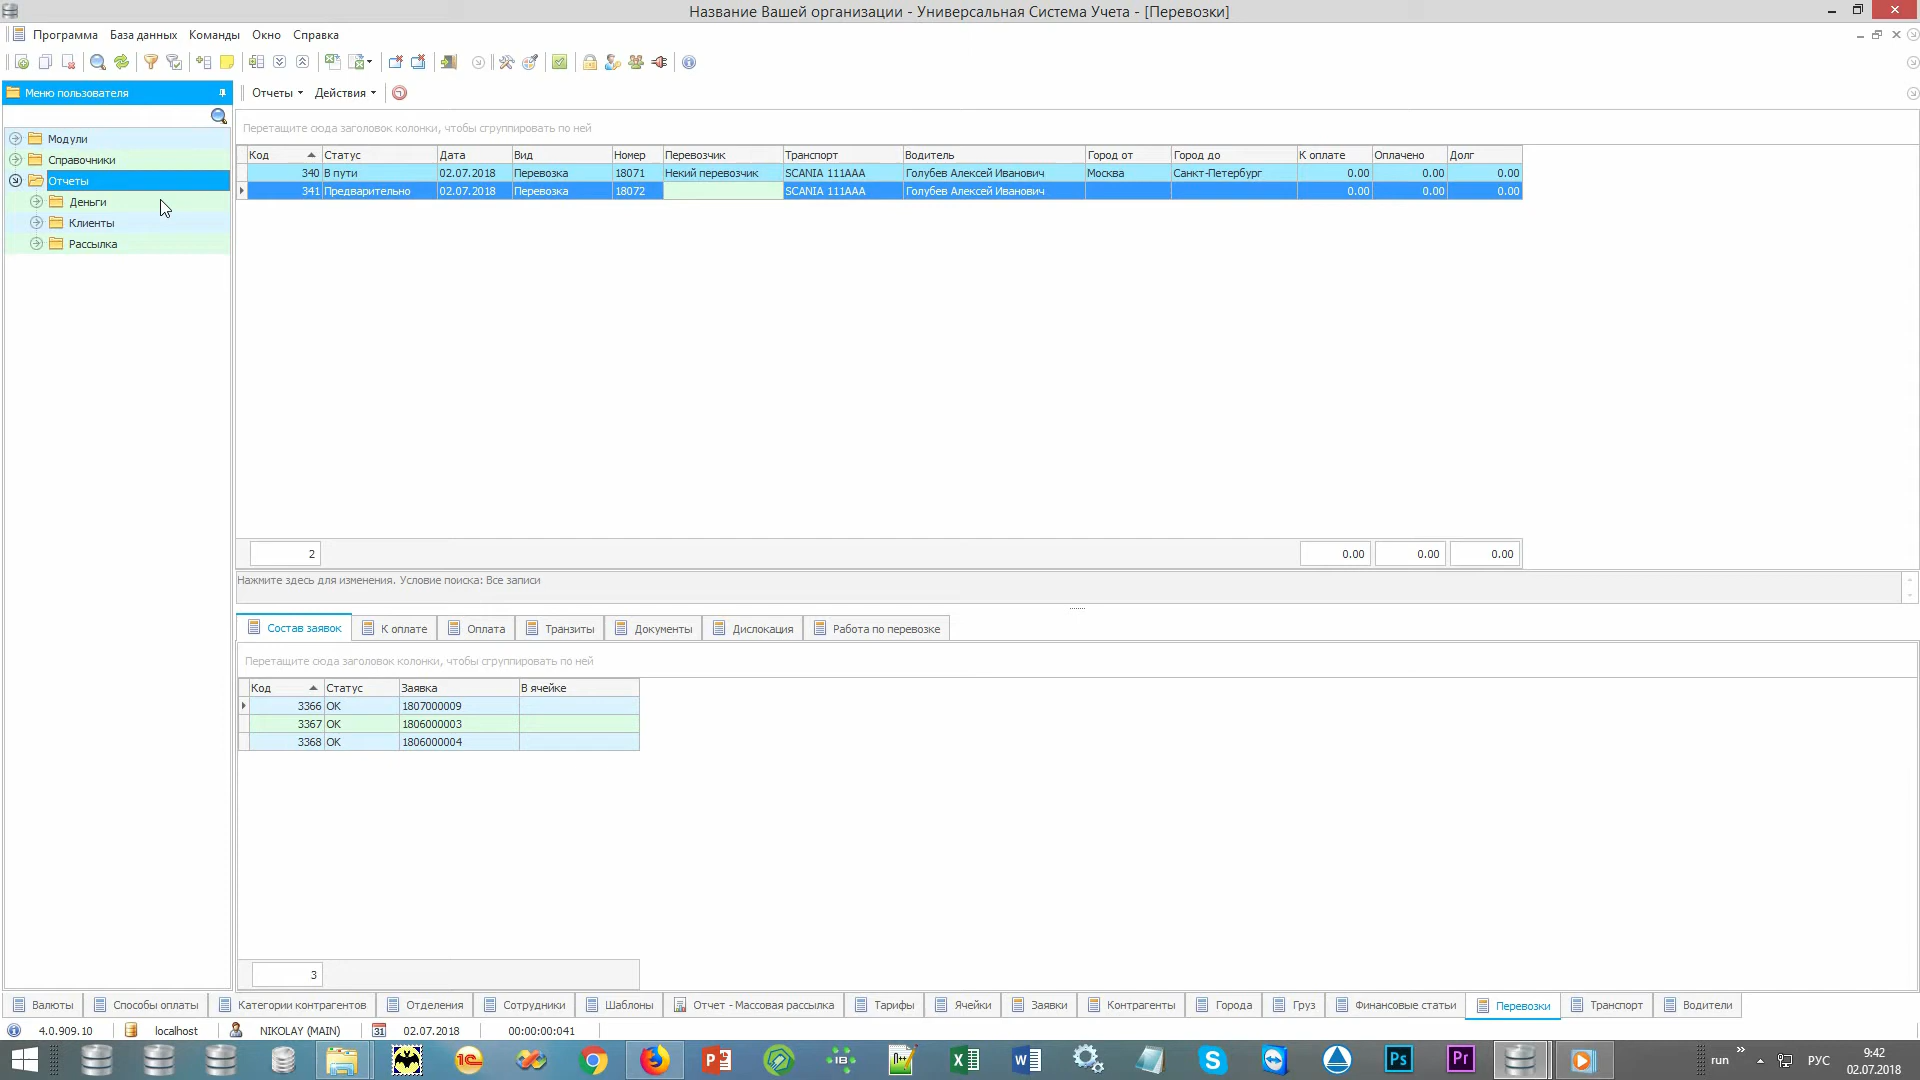 Название Вашей организации - Универсальная Система Учета - [Перевозки]
Программа База данных Команды Окно Справка
Меню пользователя
Отчеты Действия
Модули
Справочники
Отчеты
Деньги
Клиенты
Рассылка
Перетащите сюда заголовок колонки, чтобы сгруппировать по ней
Код Статус Дата Вид Номер Перевозчик Транспорт Водитель Город от Город до К оплате Оплачено Долг
340 В пути 02.07.2018 Перевозка 18071 Некий перевозчик SCANIA 111AAA Голубев Алексей Иванович Москва Санкт-Петербург 0.00 0.00 0.00
341 Предварительно 02.07.2018 Перевозка 18072 SCANIA 111AAA Голубев Алексей Иванович 0.00 0.00 0.00
2 0.00 0.00 0.00
Нажмите здесь для изменения. Условие поиска: Все записи
Состав заявок К оплате Оплата Транзиты Документы Дислокация Работа по перевозке
Перетащите сюда заголовок колонки, чтобы сгруппировать по ней
Код Статус Заявка В ячейке
3366 OK 1807000009
3367 OK 1806000003
3368 OK 1806000004
3
Валюты Способы оплаты Категории контрагентов Отделения Сотрудники Шаблоны Отчет - Массовая рассылка Тарифы Ячейки Заявки Контрагенты Города Груз Финансовые статьи Перевозки Транспорт Водители
4.0.909.10 localhost NIKOLAY (MAIN) 31 02.07.2018 00:00:00:041
run РУС 9:42
02.07.2018